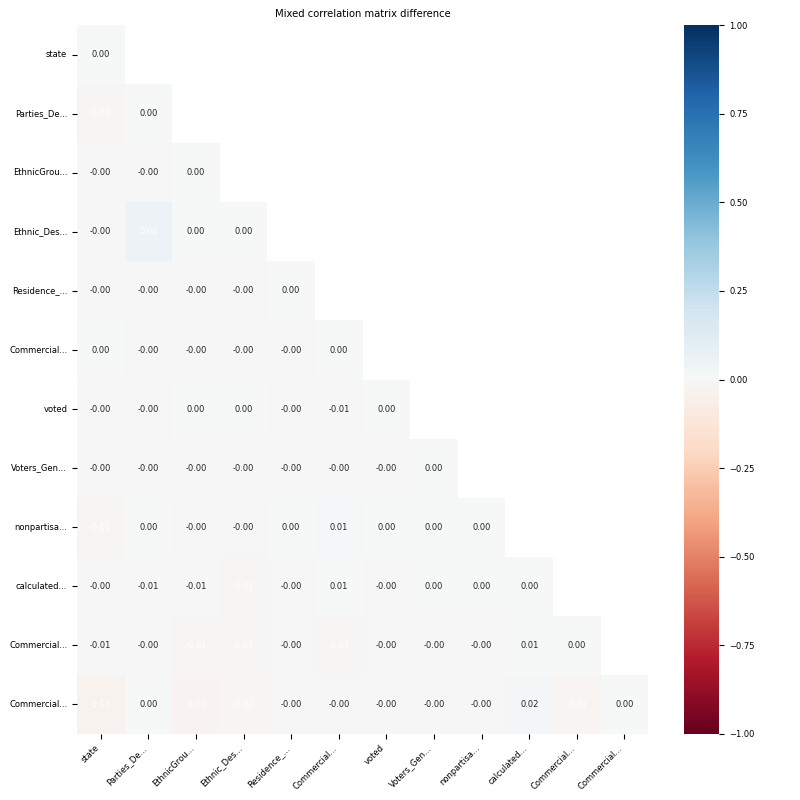 Mixed correlation matrix difference
state 0.00
Parties_De... 0.00
EthnicGrou... -0.00 -0.00 0.00
Ethnic_Des... -0.00 0.06 0.00 0.00
Residence_... -0.00 -0.00 -0.00 -0.00 0.00
Commercial... 0.00 -0.00 -0.00 -0.00 -0.00 0.00
voted -0.00 -0.00 0.00 0.00 -0.00 -0.01 0.00
Voters_Gen... -0.00 -0.00 -0.00 -0.00 -0.00 -0.00 -0.00 0.00
nonpartisa... -0.01 0.00 -0.00 -0.00 0.00 0.01 0.00 0.00 0.00
calculated... -0.00 -0.01 -0.01 -0.00 0.01 -0.00 0.00 0.00 0.00
Commercial... -0.01 -0.00 -0.00 -0.00 -0.00 -0.00 0.01 0.00
Commercial... 0.00 -0.00 -0.00 -0.00 -0.00 -0.00 0.02 0.00
state Parties_De... EthnicGrou... Ethnic_Des... Residence_... Commercial... voted Voters_Gen... nonpartisa... calculated... Commercial... Commercial...
1.00
0.75
0.50
0.25
0.00
−0.25
−0.50
−0.75
−1.00